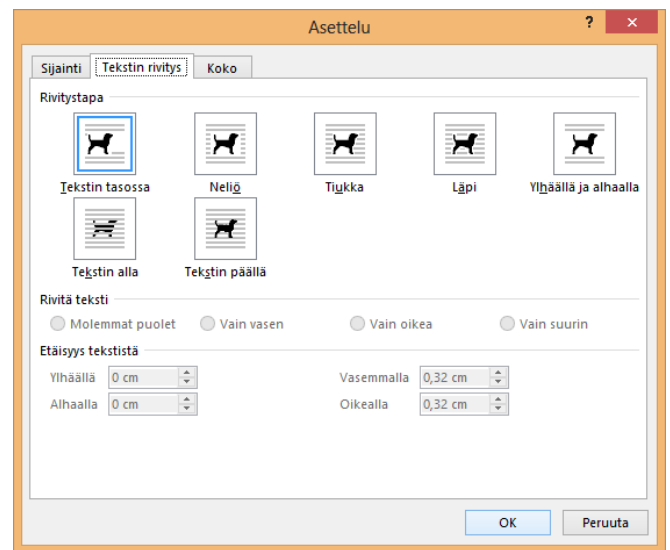 Asettelu ? ×
Sijainti Tekstin rivitys Koko
Rivitystapa
Tekstin tasossa Neliö Tiukka Läpi Ylhäällä ja alhaalla
Tekstin alla Tekstin päällä
Rivitä teksti
Molemmat puolet Vain vasen Vain oikea Vain suurin
Etäisyys tekstistä
Ylhäällä 0 cm Vasemmalla 0,32 cm
Alhaalla 0 cm Oikealla 0,32 cm
OK Peruuta